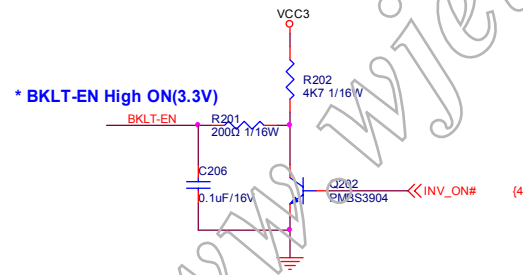 VCC3
R202
4K7 1/16W
* BKLT-EN High ON(3.3V)
BKLT-EN
R201
200Ω 1/16W
C206
0.1uF/16V
Q202
PMBS3904
INV_ON#
{4